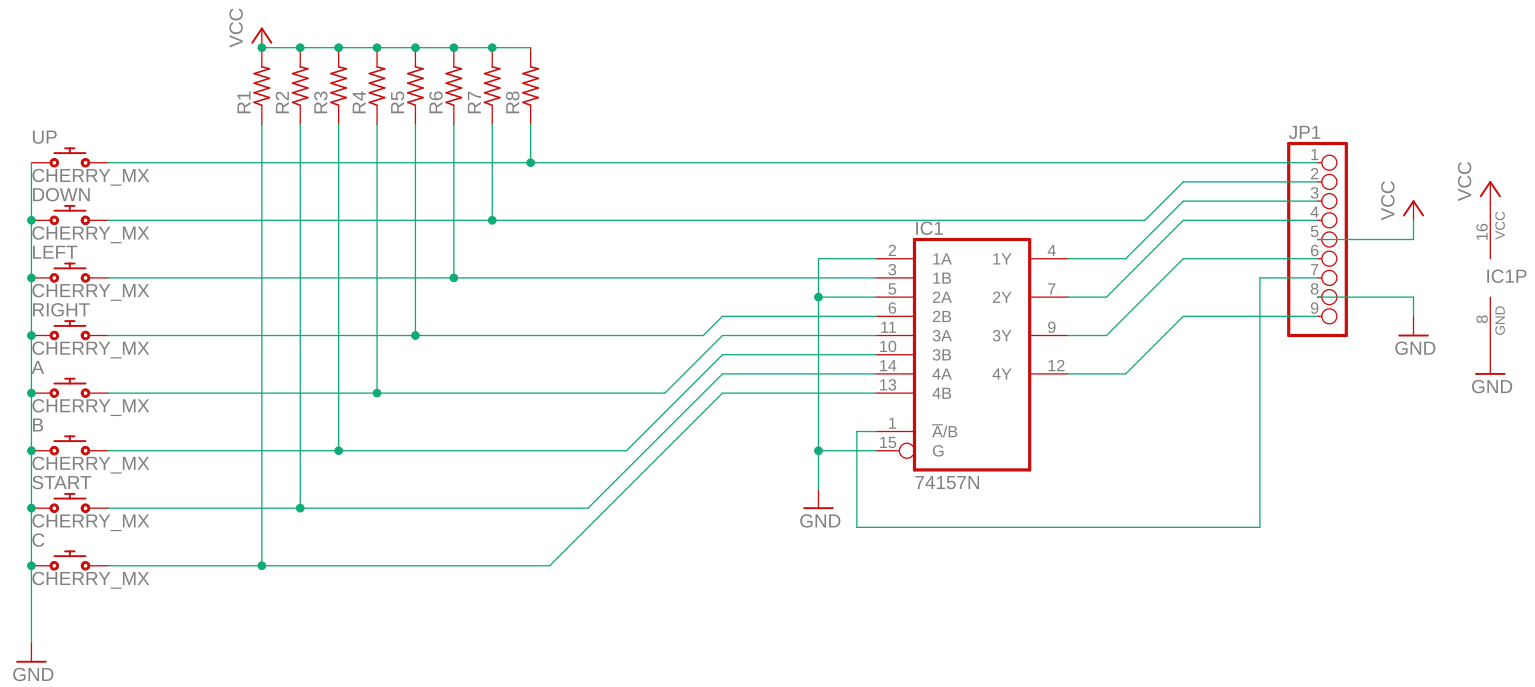 VCC
R1
R2
R3
R4
R5
R6
R7
R8
UP
CHERRY_MX
DOWN
CHERRY_MX
LEFT
CHERRY_MX
RIGHT
CHERRY_MX
A
CHERRY_MX
B
CHERRY_MX
START
CHERRY_MX
C
CHERRY_MX
GND
IC1
2 1A 1Y 4
3 1B
5 2A 2Y 7
6 2B
11 3A 3Y 9
10 3B
14 4A 4Y 12
13 4B
1 A/B
15 G
74157N
GND
JP1
1
2
3
4
5
6
7
8
9
VCC
GND
VCC
16 VCC
IC1P
8 GND
GND